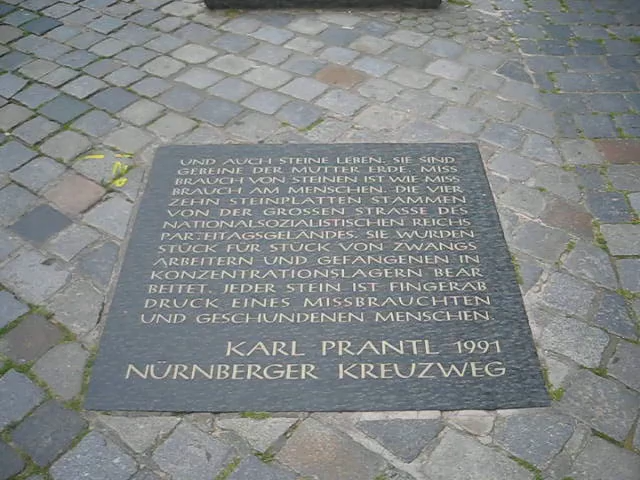 UND AUCH STEINE LEBEN. SIE SIND
GEBEINE DER MUTTER ERDE. MISS
BRAUCH VON STEINEN IST WIE MISS
BRAUCH AM MENSCHEN. DIE VIER
ZEHN STEINPLATTEN STAMMEN
VON DER GROSSEN STRASSE DES
NATIONALSOZIALISTISCHEN REICHS
PARTEITAGSGELÄNDES. SIE WURDEN
STÜCK FÜR STÜCK VON ZWANGS
ARBEITERN UND GEFANGENEN IN
KONZENTRATIONSLAGERN BEAR
BEITET. JEDER STEIN IST FINGERAB
DRUCK EINES MISSBRAUCHTEN
UND GESCHUNDENEN MENSCHEN.
KARL PRANTL 1991
NÜRNBERGER KREUZWEG